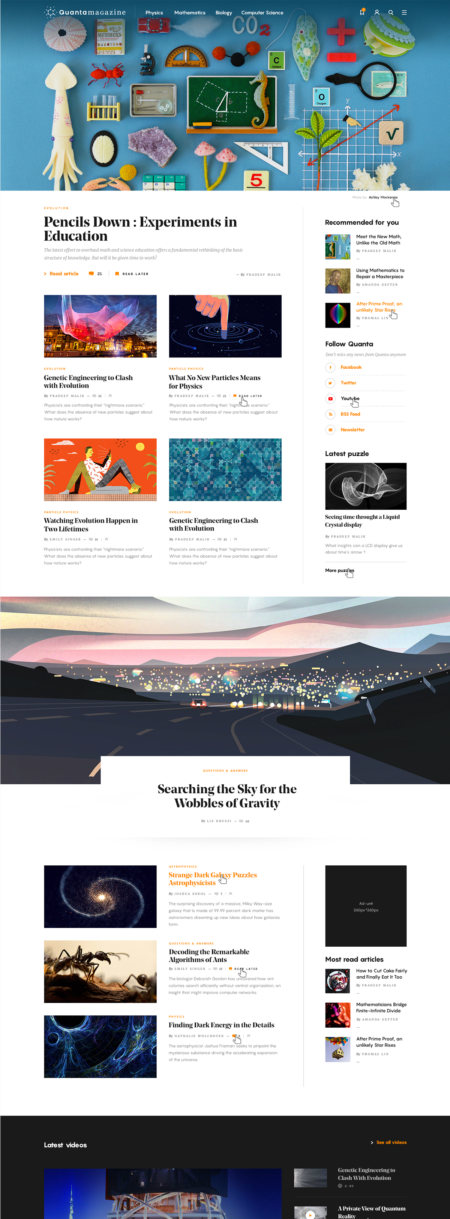 Quantamagazine
Physics
Mathematics
Biology
Computer Science
CO2
C
O
4
√
x
5
Ashley Mackenzie
EVOLUTION
Pencils Down : Experiments in
Education
The latest effort to overhaul math and science education offers a fundamental rethinking of the basic
structure of knowledge. But will it be given time to work?
Read article
READ LATER
— By PRADEEP MALIK
Recommended for you
Meet the New Math,
Unlike the Old Math
By PRADEEP MALIK
Using Mathematics to
Repair a Masterpiece
By AMANDA GEFTER
After Prime Proof, an
unlikely Star Rises
By THOMAS LIN
EVOLUTION
Genetic Engineering to Clash
with Evolution
By PRADEEP MALIK
Physicists are confronting their "nightmare scenario."
What does the absence of new particles suggest about
how nature works?
PARTICLE PHYSICS
What No New Particles Means
for Physics
By PRADEEP MALIK
READ LATER
Physicists are confronting their "nightmare scenario."
What does the absence of new particles suggest about
how nature works?
Follow Quanta
Don't miss any news from Quanta anymore
Facebook
Twitter
Youtube
RSS Feed
Newsletter
PARTICLE PHYSICS
Watching Evolution Happen in
Two Lifetimes
By EMILY SINGER
Physicists are confronting their "nightmare scenario."
What does the absence of new particles suggest about
how nature works?
EVOLUTION
Genetic Engineering to Clash
with Evolution
By PRADEEP MALIK
Physicists are confronting their "nightmare scenario."
What does the absence of new particles suggest about
how nature works?
Latest puzzle
Seeing time throught a Liquid
Crystal display
By PRADEEP MALIK
What insights can a LCD display give us
about time's arrow ?
More puzzles
QUESTIONS & ANSWERS
Searching the Sky for the
Wobbles of Gravity
ASTROPHYSICS
Strange Dark Galaxy Puzzles
Astrophysicists
By JOSHUA SOKOL
The surprising discovery of a massive, Milky Way-size
galaxy that is made of 99.99 percent dark matter has
astronomers dreaming up new ideas about how galaxies
form.
QUESTIONS & ANSWERS
Decoding the Remarkable
Algorithms of Ants
By EMILY SINGER
READ LATER
The biologist Deborah Gordon has uncovered how ant
colonies search efficiently without central organization, an
insight that might improve computer networks.
PHYSICS
Finding Dark Energy in the Details
By NATALIE WOLCHOVER
The astrophysicist Joshua Frieman seeks to pinpoint the
mysterious substance driving the accelerating expansion
of the universe.
Ad unit
Most read articles
How to Cut Cake Fairly
and Finally Eat It Too
By PRADEEP MALIK
Mathematicians Bridge
Finite-Infinite Divide
By AMANDA GEFTER
After Prime Proof, an
unlikely Star Rises
By THOMAS LIN
Latest videos
See all videos
Genetic Engineering to
Clash With Evolution
A Private View of Quantum
Reality